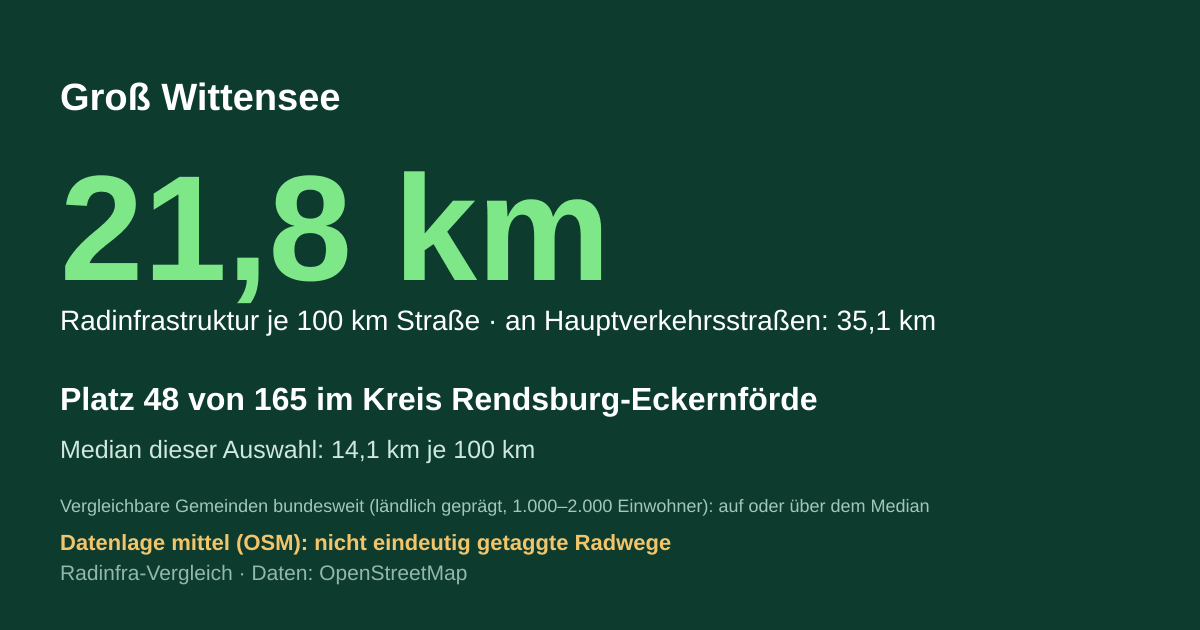 Groß Wittensee
21,8 km
Radinfrastruktur je 100 km Straße · an Hauptverkehrsstraßen: 35,1 km
Platz 48 von 165 im Kreis Rendsburg-Eckernförde
Median dieser Auswahl: 14,1 km je 100 km
Vergleichbare Gemeinden bundesweit (ländlich geprägt, 1.000–2.000 Einwohner): auf oder über dem Median
Datenlage mittel (OSM): nicht eindeutig getaggte Radwege
Radinfra-Vergleich · Daten: OpenStreetMap